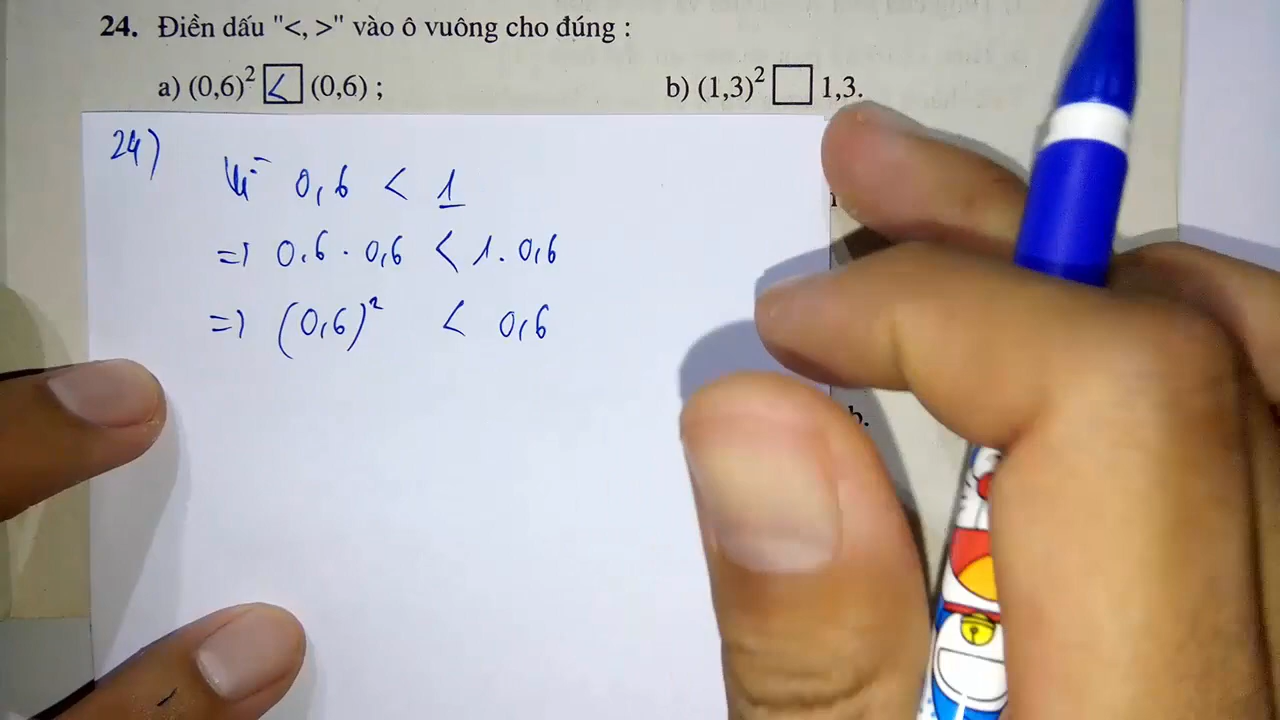 24. Điền dấu "<, >" vào ô vuông cho đúng :
a) (0,6)² < (0,6) ;
b) (1,3)² □ 1,3.
24)
Vì 0,6 < 1
=> 0,6 . 0,6 < 1 . 0,6
=> (0,6)² < 0,6
b.